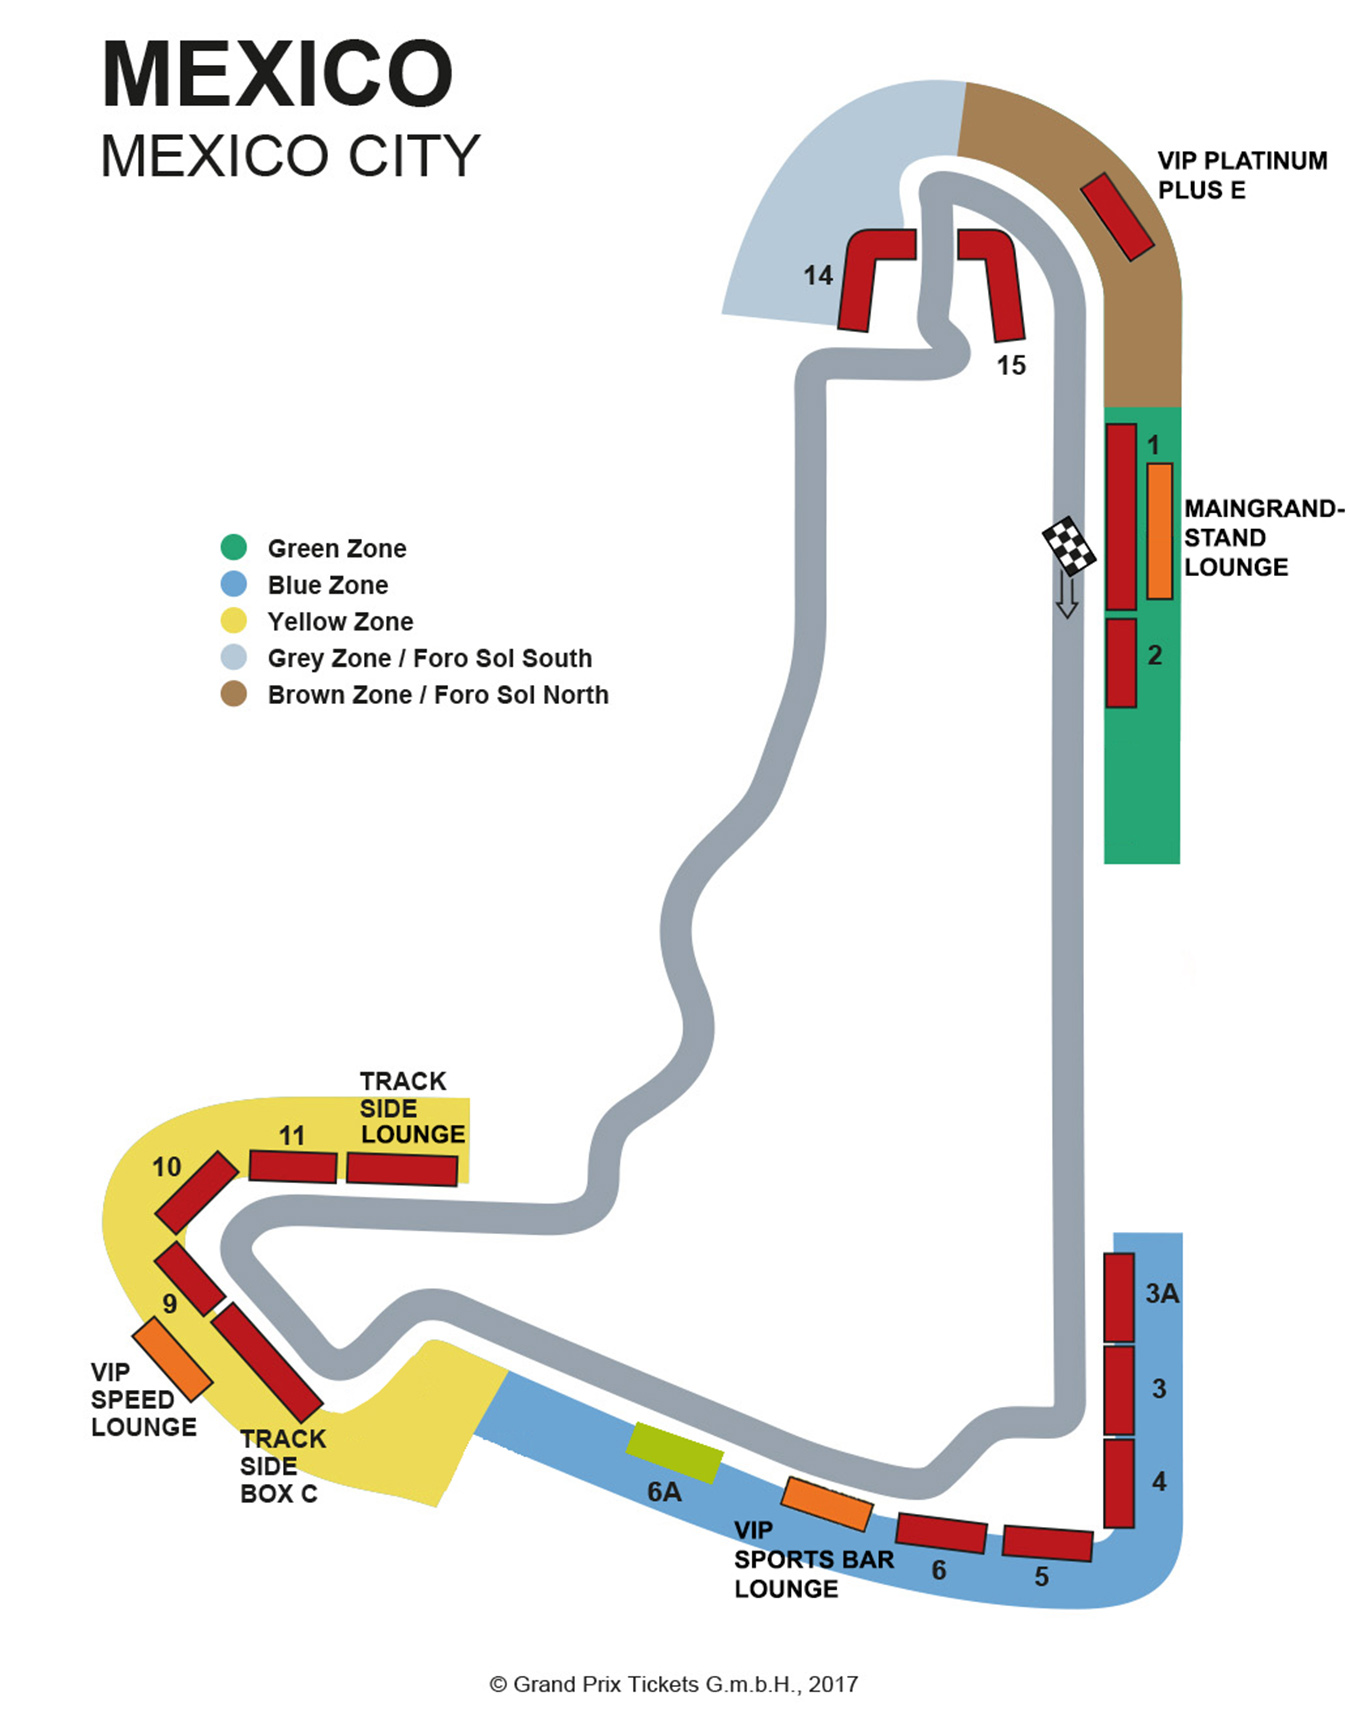 MEXICO
MEXICO CITY
VIP PLATINUM
PLUS E
14
15
1
MAINGRAND-
STAND
LOUNGE
2
Green Zone
Blue Zone
Yellow Zone
Grey Zone / Foro Sol South
Brown Zone / Foro Sol North
TRACK
SIDE
LOUNGE
11
10
9
VIP
SPEED
LOUNGE
TRACK
SIDE
BOX C
3A
3
4
6A
VIP
SPORTS BAR
LOUNGE
6
5
© Grand Prix Tickets G.m.b.H., 2017